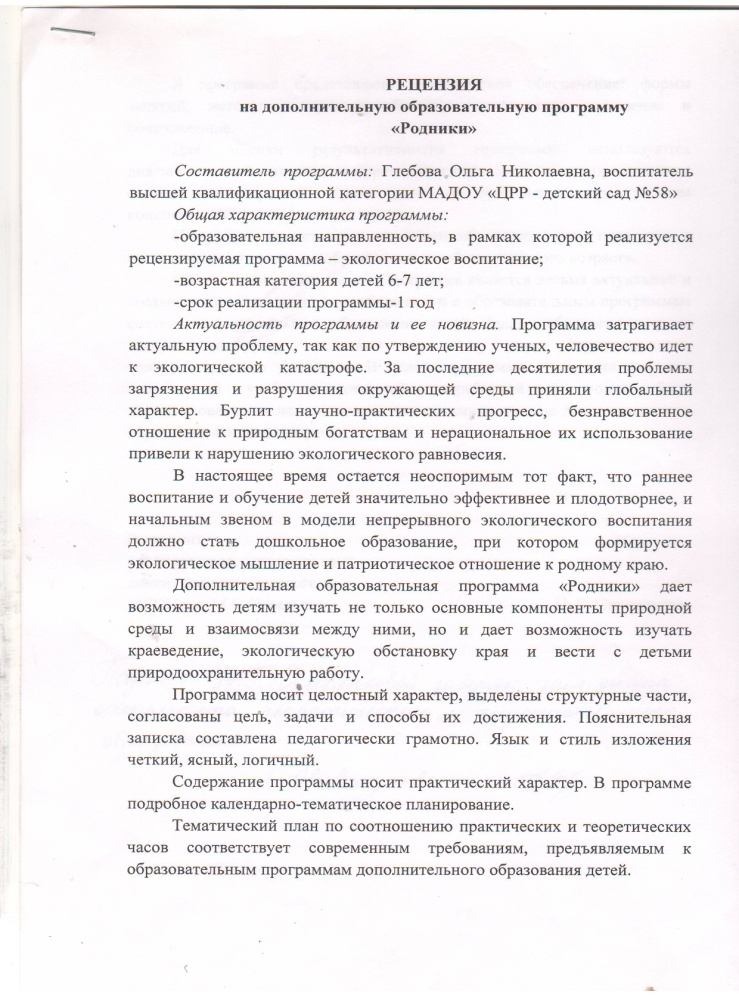 РЕЦЕНЗИЯ
на дополнительную образовательную программу
«Родники»
Составитель программы: Глебова Ольга Николаевна, воспитатель
высшей квалификационной категории МАДОУ «ЦРР - детский сад №58»
Общая характеристика программы:
-образовательная направленность, в рамках которой реализуется
рецензируемая программа – экологическое воспитание;
-возрастная категория детей 6-7 лет;
-срок реализации программы-1 год
Актуальность программы и ее новизна. Программа затрагивает
актуальную проблему, так как по утверждению ученых, человечество идет
к экологической катастрофе. За последние десятилетия проблемы
загрязнения и разрушения окружающей среды приняли глобальный
характер. Бурлит научно-практических прогресс, безнравственное
отношение к природным богатствам и нерациональное их использование
привели к нарушению экологического равновесия.
В настоящее время остается неоспоримым тот факт, что раннее
воспитание и обучение детей значительно эффективнее и плодотворнее, и
начальным звеном в модели непрерывного экологического воспитания
должно стать дошкольное образование, при котором формируется
экологическое мышление и патриотическое отношение к родному краю.
Дополнительная образовательная программа «Родники» дает
возможность детям изучать не только основные компоненты природной
среды и взаимосвязи между ними, но и дает возможность изучать
краеведение, экологическую обстановку края и вести с детьми
природоохранительную работу.
Программа носит целостный характер, выделены структурные части,
согласованы цель, задачи и способы их достижения. Пояснительная
записка составлена педагогически грамотно. Язык и стиль изложения
четкий, ясный, логичный.
Содержание программы носит практический характер. В программе
подробное календарно-тематическое планирование.
Тематический план по соотношению практических и теоретических
часов соответствует современным требованиям, предъявляемым к
образовательным программам дополнительного образования детей.